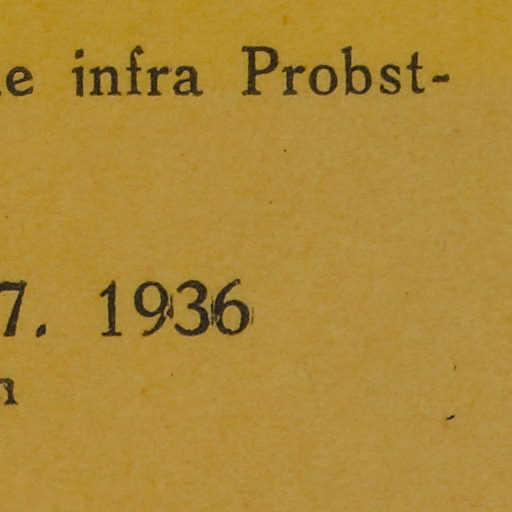 e infra Probst-
7. 1936
n